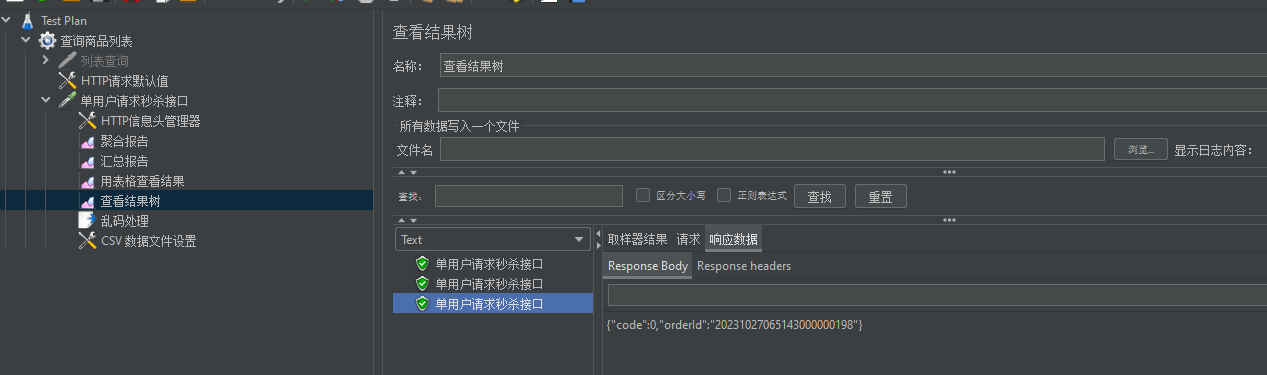 Test Plan
查询商品列表
列表查询
HTTP请求默认值
单用户请求秒杀接口
HTTP信息头管理器
聚合报告
汇总报告
用表格查看结果
查看结果树
乱码处理
CSV 数据文件设置
查看结果树
名称: 查看结果树
注释:
所有数据写入一个文件
文件名 浏览... 显示日志内容:
查找: 区分大小写 正则表达式 查找 重置
Text
单用户请求秒杀接口
单用户请求秒杀接口
单用户请求秒杀接口
取样器结果 请求 响应数据
Response Body Response headers
{"code":0,"orderId":"20231027065143000000198"}